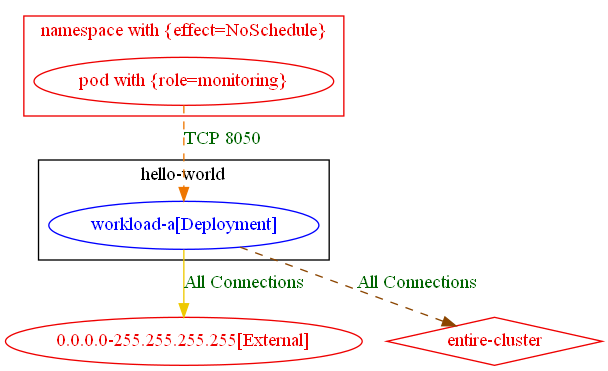 namespace with {effect=NoSchedule}
pod with {role=monitoring}
TCP 8050
hello-world
workload-a[Deployment]
All Connections
All Connections
0.0.0.0-255.255.255.255[External]
entire-cluster